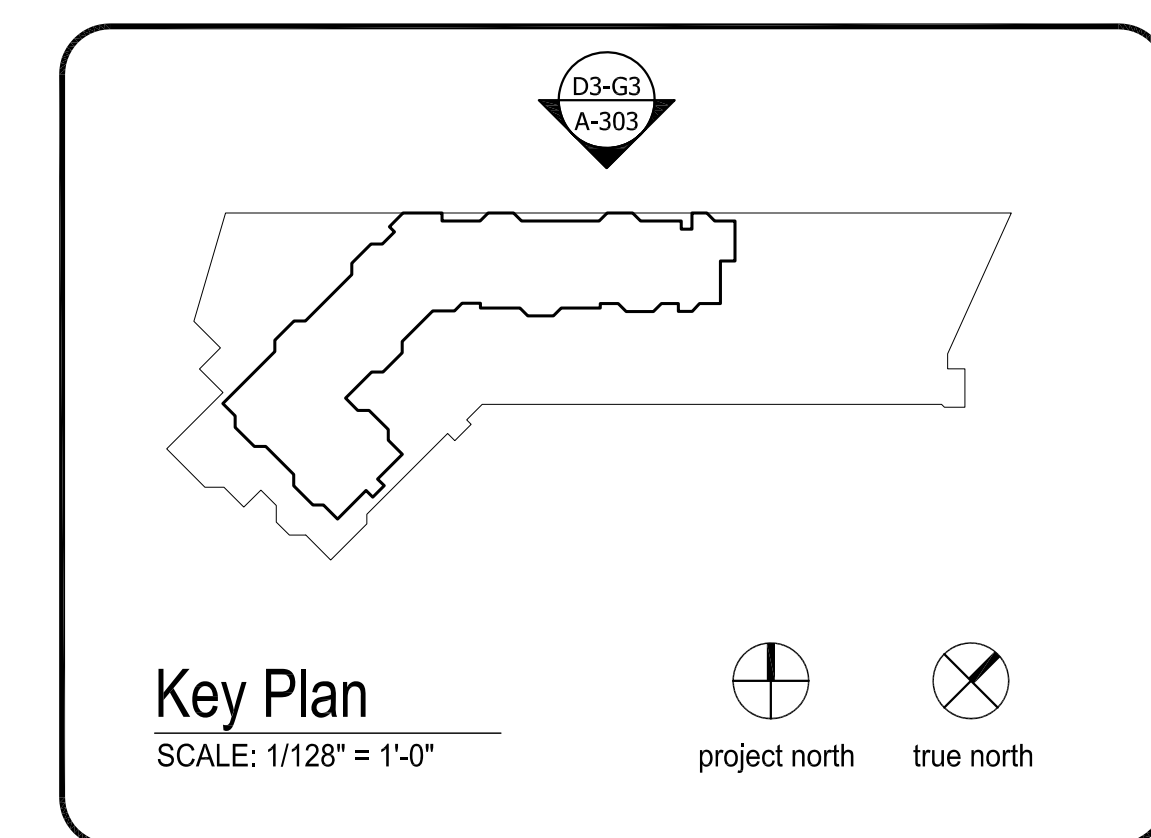 D3-G3
A-303
Key Plan
SCALE: 1/128" = 1'-0"
project north
true north